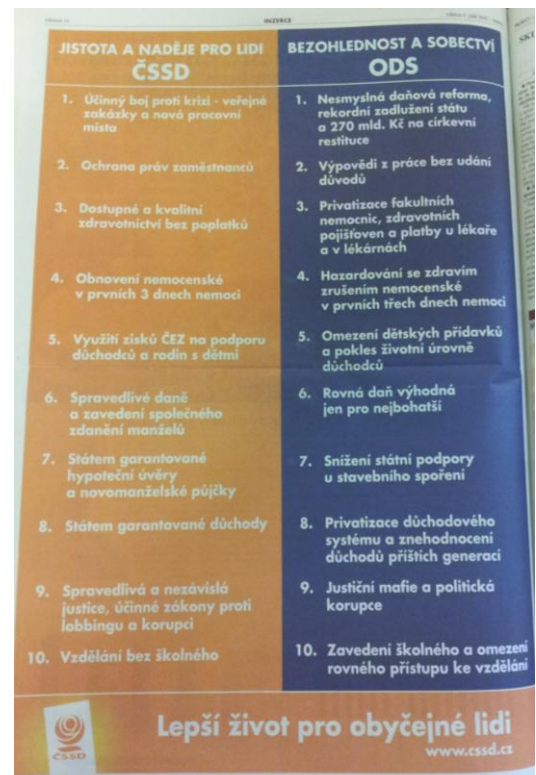 INZERCE
JISTOTA A NADĚJE PRO LIDI
ČSSD
1. Účinný boj proti krizi - veřejné
zakázky a nová pracovní
místa
2. Ochrana práv zaměstnanců
3. Dostupné a kvalitní
zdravotnictví bez poplatků
4. Obnovení nemocenské
v prvních 3 dnech nemoci
5. Využití zisků ČEZ na podporu
důchodců a rodin s dětmi
6. Spravedlivé daně
a zavedení společného
zdanění manželů
7. Státem garantované
hypoteční úvěry
a novomanželské půjčky
8. Státem garantované důchody
9. Spravedlivá a nezávislá
justice, účinné zákony proti
lobbingu a korupci
10. Vzdělání bez školného
BEZOHLEDNOST A SOBECTVÍ
ODS
1. Nesmyslná daňová reforma,
rekordní zadlužení státu
a 270 mld. Kč na církevní
restituce
2. Výpovědi z práce bez udání
důvodů
3. Privatizace fakultních
nemocnic, zdravotních
pojišťoven a platby u lékaře
a v lékárnách
4. Hazardování se zdravím
zrušením nemocenské
v prvních třech dnech nemoci
5. Omezení dětských přídavků
a pokles životní úrovně
důchodců
6. Rovná daň výhodná
jen pro nejbohatší
7. Snížení státní podpory
u stavebního spoření
8. Privatizace důchodového
systému a znehodnocení
důchodů příštích generací
9. Justiční mafie a politická
korupce
10. Zavedení školného a omezení
rovného přístupu ke vzdělání
ČSSD
Lepší život pro obyčejné lidi
www.cssd.cz